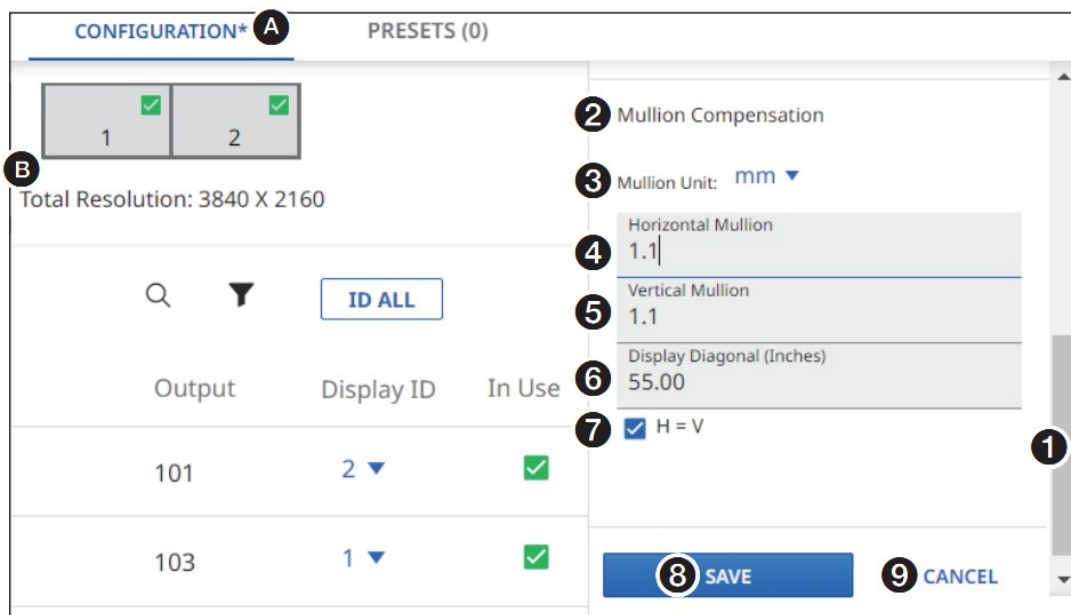 CONFIGURATION* A
PRESETS (0)
1 2
B
Total Resolution: 3840 X 2160
ID ALL
Output Display ID In Use
101 2
103 1
2 Mullion Compensation
3 Mullion Unit: mm
Horizontal Mullion
4 1.1
Vertical Mullion
5 1.1
Display Diagonal (Inches)
6 55.00
7 H = V
1
8 SAVE
9 CANCEL